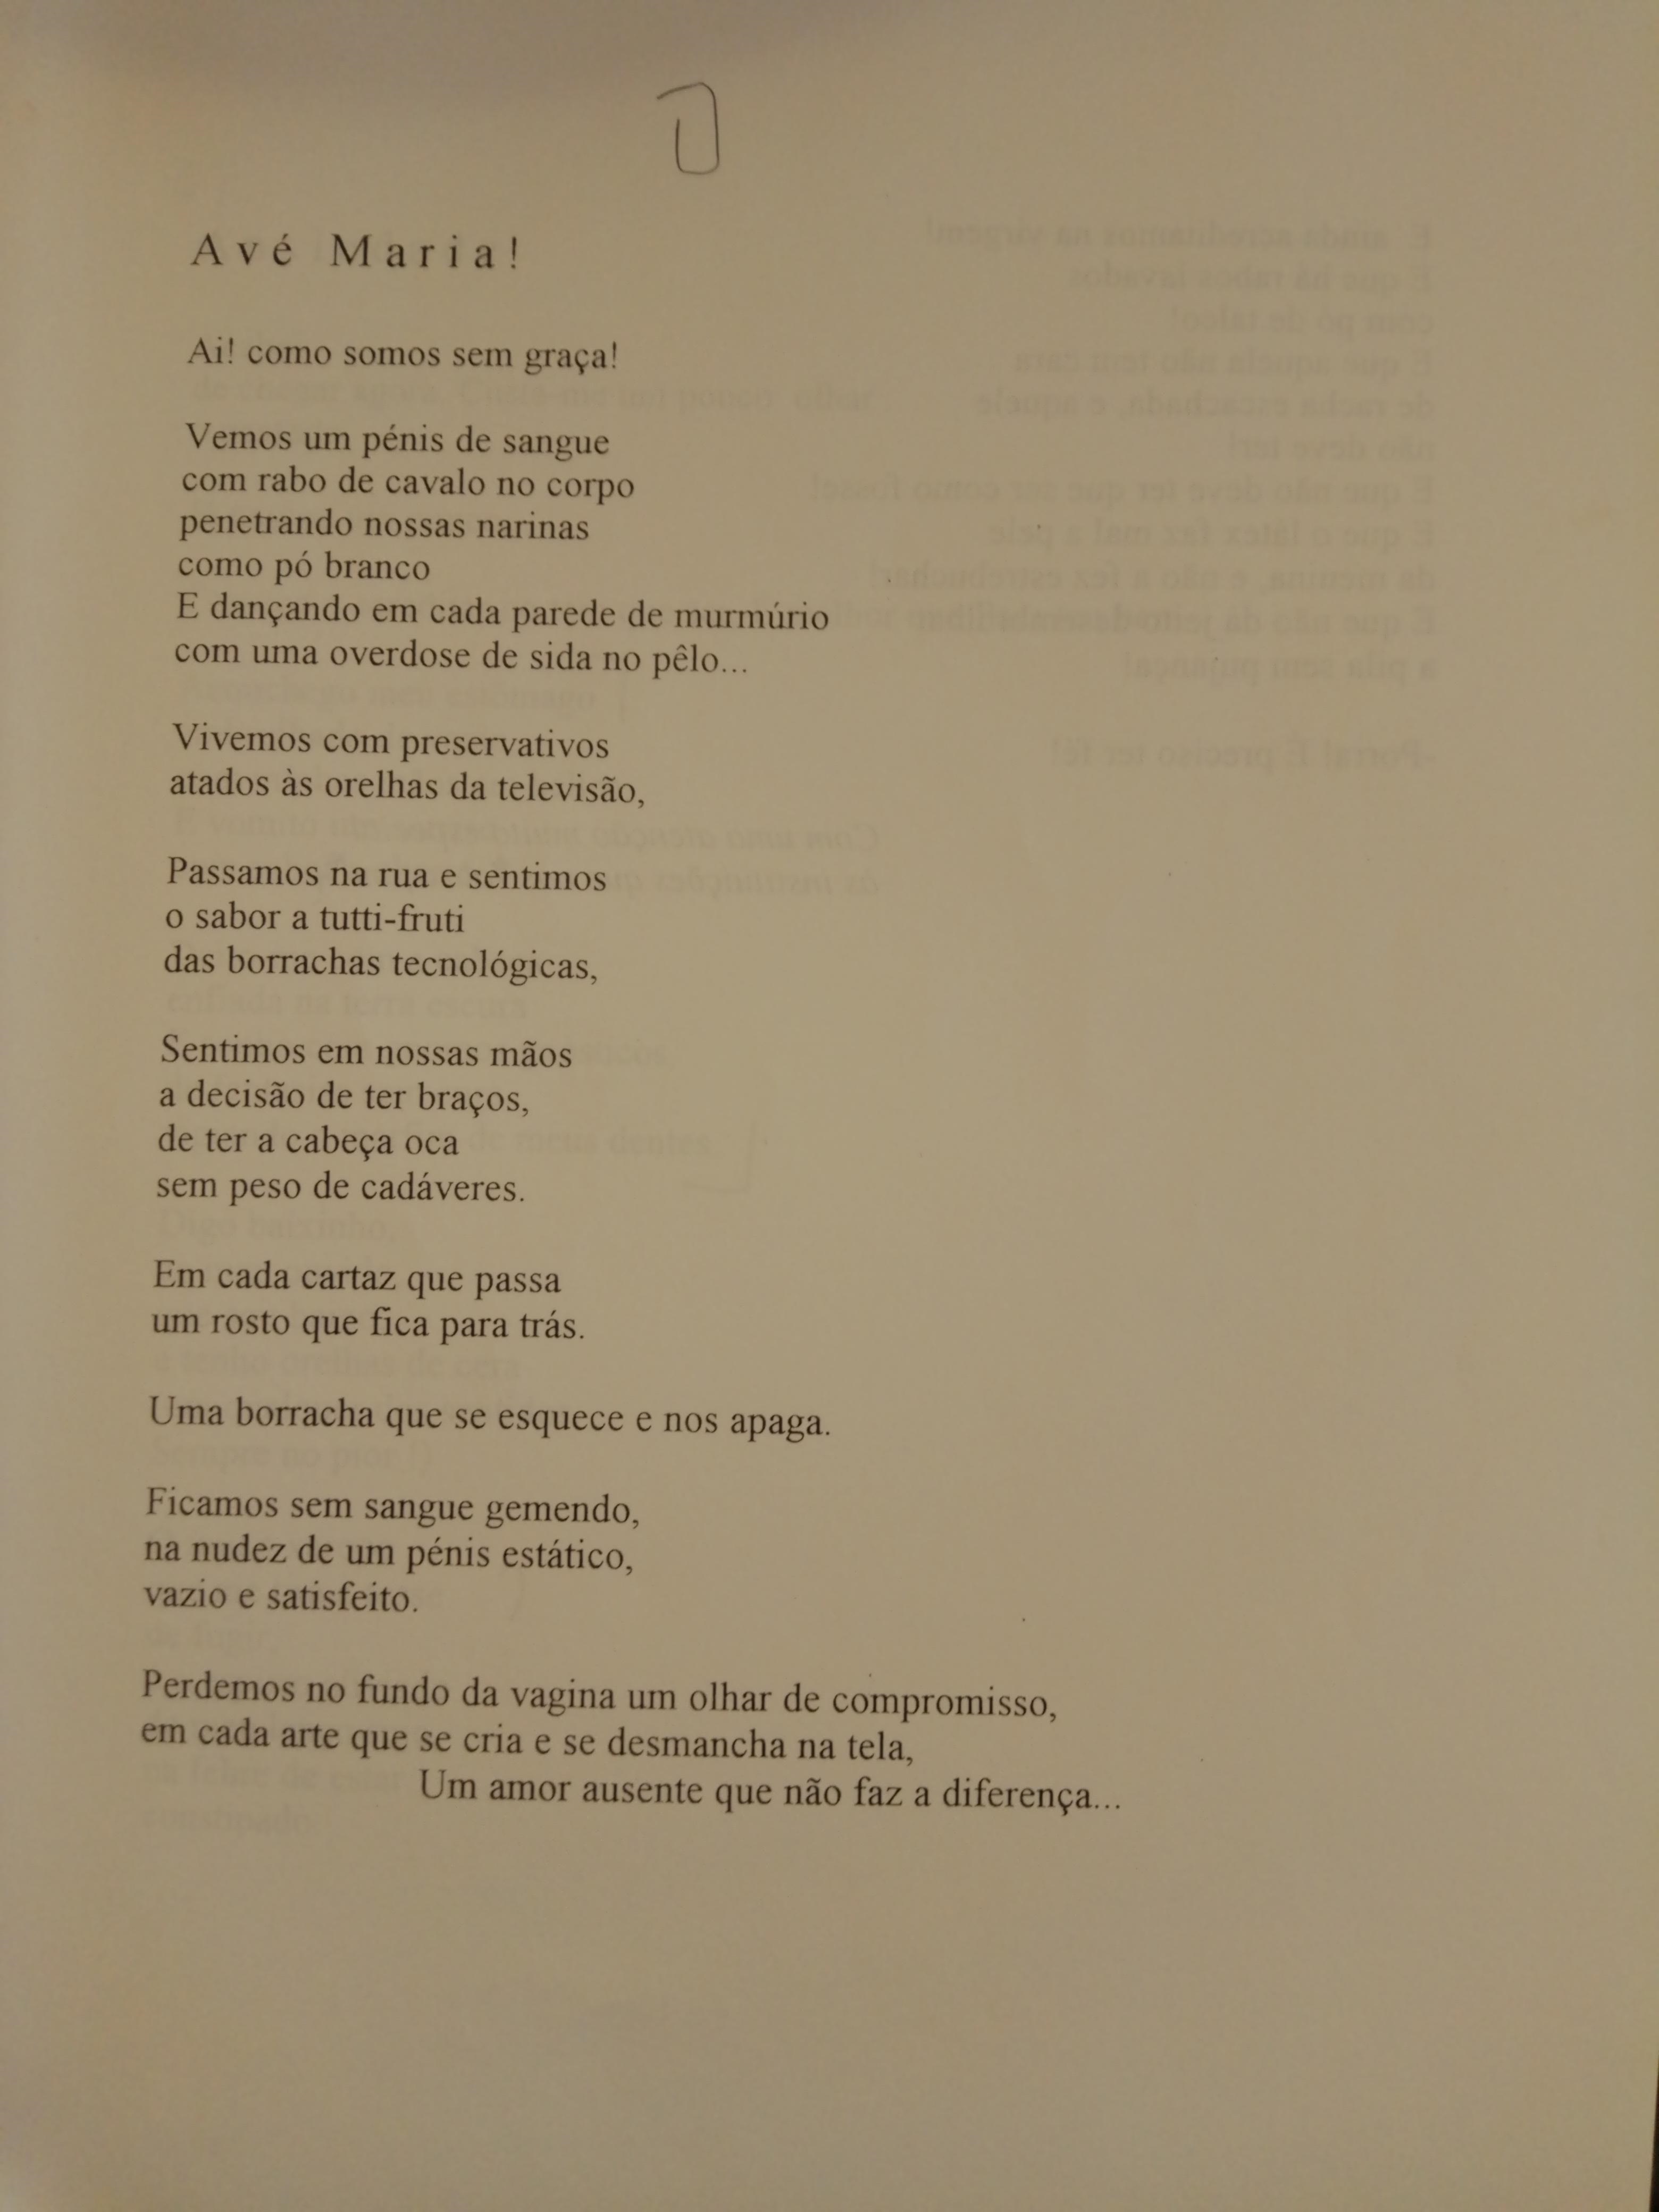 Avé Maria!
Ai! como somos sem graça!
Vemos um pénis de sangue
com rabo de cavalo no corpo
penetrando nossas narinas
como pó branco
E dançando em cada parede de murmúrio
com uma overdose de sida no pêlo...
Vivemos com preservativos
atados às orelhas da televisão,
Passamos na rua e sentimos
o sabor a tutti-fruti
das borrachas tecnológicas,
Sentimos em nossas mãos
a decisão de ter braços,
de ter a cabeça oca
sem peso de cadáveres.
Em cada cartaz que passa
um rosto que fica para trás.
Uma borracha que se esquece e nos apaga.
Ficamos sem sangue gemendo,
na nudez de um pénis estático,
vazio e satisfeito.
Perdemos no fundo da vagina um olhar de compromisso,
em cada arte que se cria e se desmancha na tela,
Um amor ausente que não faz a diferença...